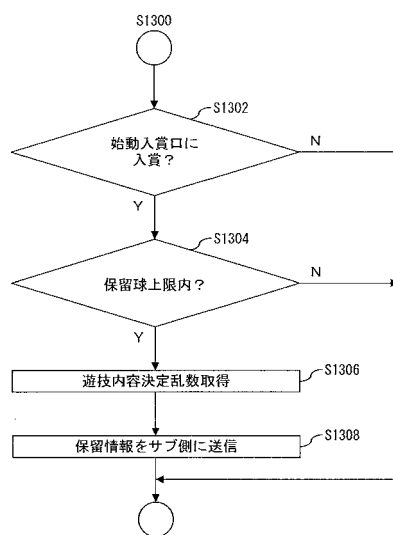 S1300
S1302
始動入賞口に
入賞？
N
Y
S1304
保留球上限内？
N
Y
S1306
遊技内容決定乱数取得
S1308
保留情報をサブ側に送信